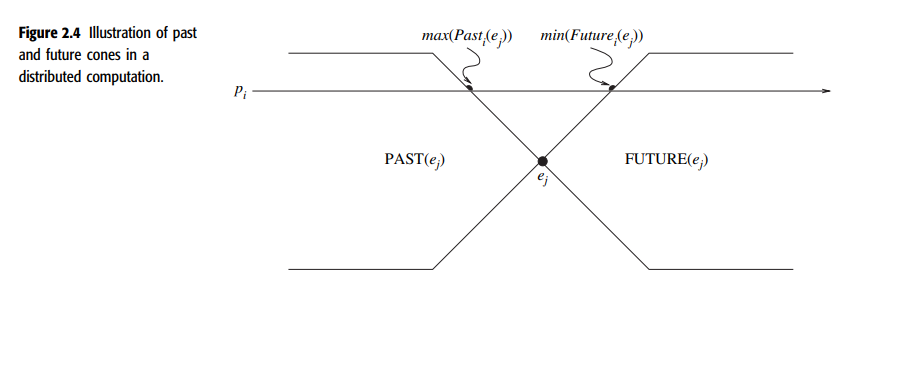 Figure 2.4 Illustration of past
and future cones in a
distributed computation.
max(Past_i(e_j)) min(Future_i(e_j))
p_i
PAST(e_j) FUTURE(e_j)
e_j